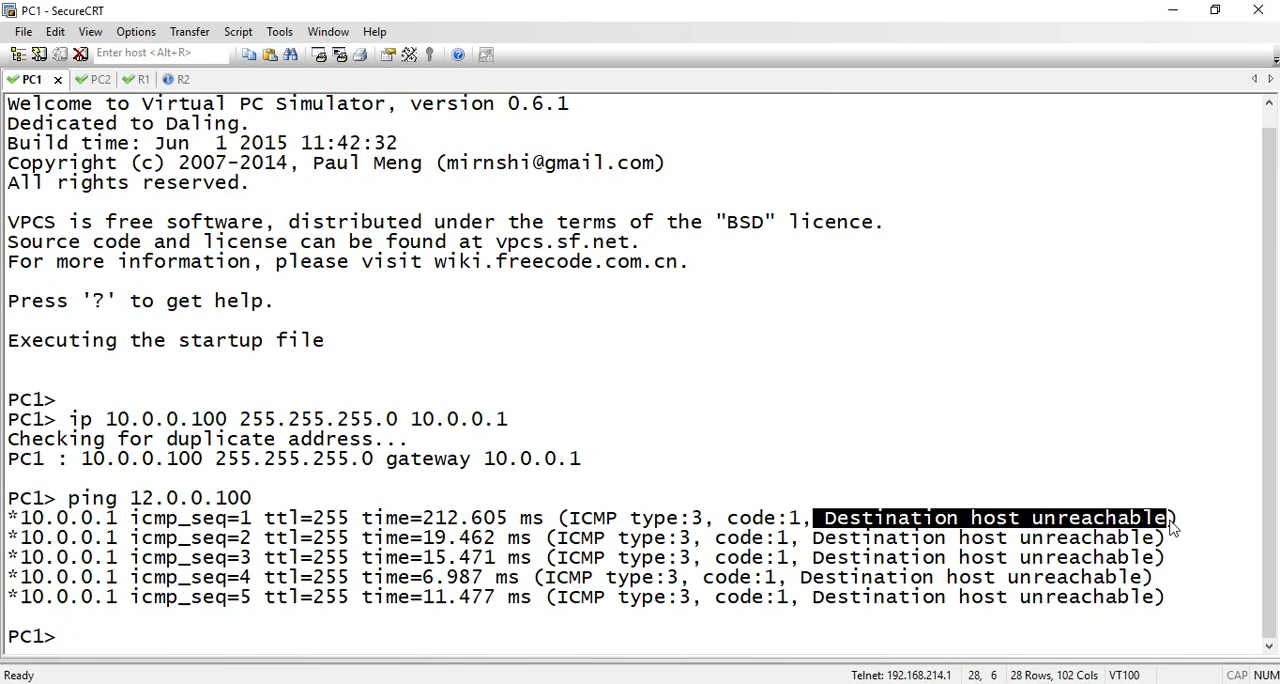 PC1 - SecureCRT
File Edit View Options Transfer Script Tools Window Help
Enter host <Alt+R>
PC1 PC2 R1 R2
Welcome to Virtual PC Simulator, version 0.6.1
Dedicated to Daling.
Build time: Jun  1 2015 11:42:32
Copyright (c) 2007-2014, Paul Meng (mirnshi@gmail.com)
All rights reserved.
VPCS is free software, distributed under the terms of the "BSD" licence.
Source code and license can be found at vpcs.sf.net.
For more information, please visit wiki.freecode.com.cn.
Press '?' to get help.
Executing the startup file
PC1>
PC1> ip 10.0.0.100 255.255.255.0 10.0.0.1
Checking for duplicate address...
PC1 : 10.0.0.100 255.255.255.0 gateway 10.0.0.1
PC1> ping 12.0.0.100
*10.0.0.1 icmp_seq=1 ttl=255 time=212.605 ms (ICMP type:3, code:1, Destination host unreachable)
*10.0.0.1 icmp_seq=2 ttl=255 time=19.462 ms (ICMP type:3, code:1, Destination host unreachable)
*10.0.0.1 icmp_seq=3 ttl=255 time=15.471 ms (ICMP type:3, code:1, Destination host unreachable)
*10.0.0.1 icmp_seq=4 ttl=255 time=6.987 ms (ICMP type:3, code:1, Destination host unreachable)
*10.0.0.1 icmp_seq=5 ttl=255 time=11.477 ms (ICMP type:3, code:1, Destination host unreachable)
PC1>
Ready Telnet: 192.168.214.1 28, 6 28 Rows, 102 Cols VT100 CAP NUM